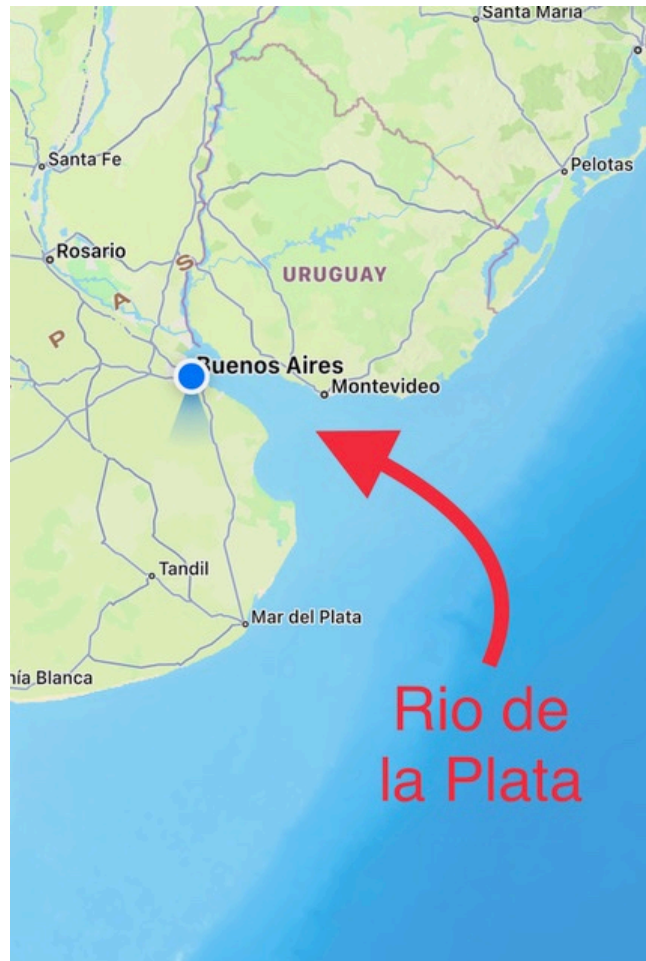 Santa Maria
Santa Fe
Pelotas
Rosario
P A S
URUGUAY
Buenos Aires
Montevideo
Tandil
Mar del Plata
nía Blanca
Rio de
la Plata